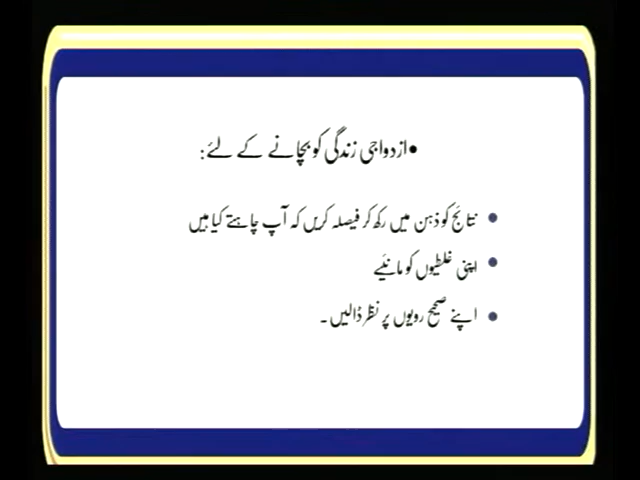 •ازدواجی زندگی کو بچانے کے لئے:
• نتائج کو ذہن میں رکھ کر فیصلہ کریں کہ آپ چاہتے کیا ہیں
• اپنی غلطیوں کو مانئیے
• اپنے صحیح رویوں پر نظر ڈالیں۔